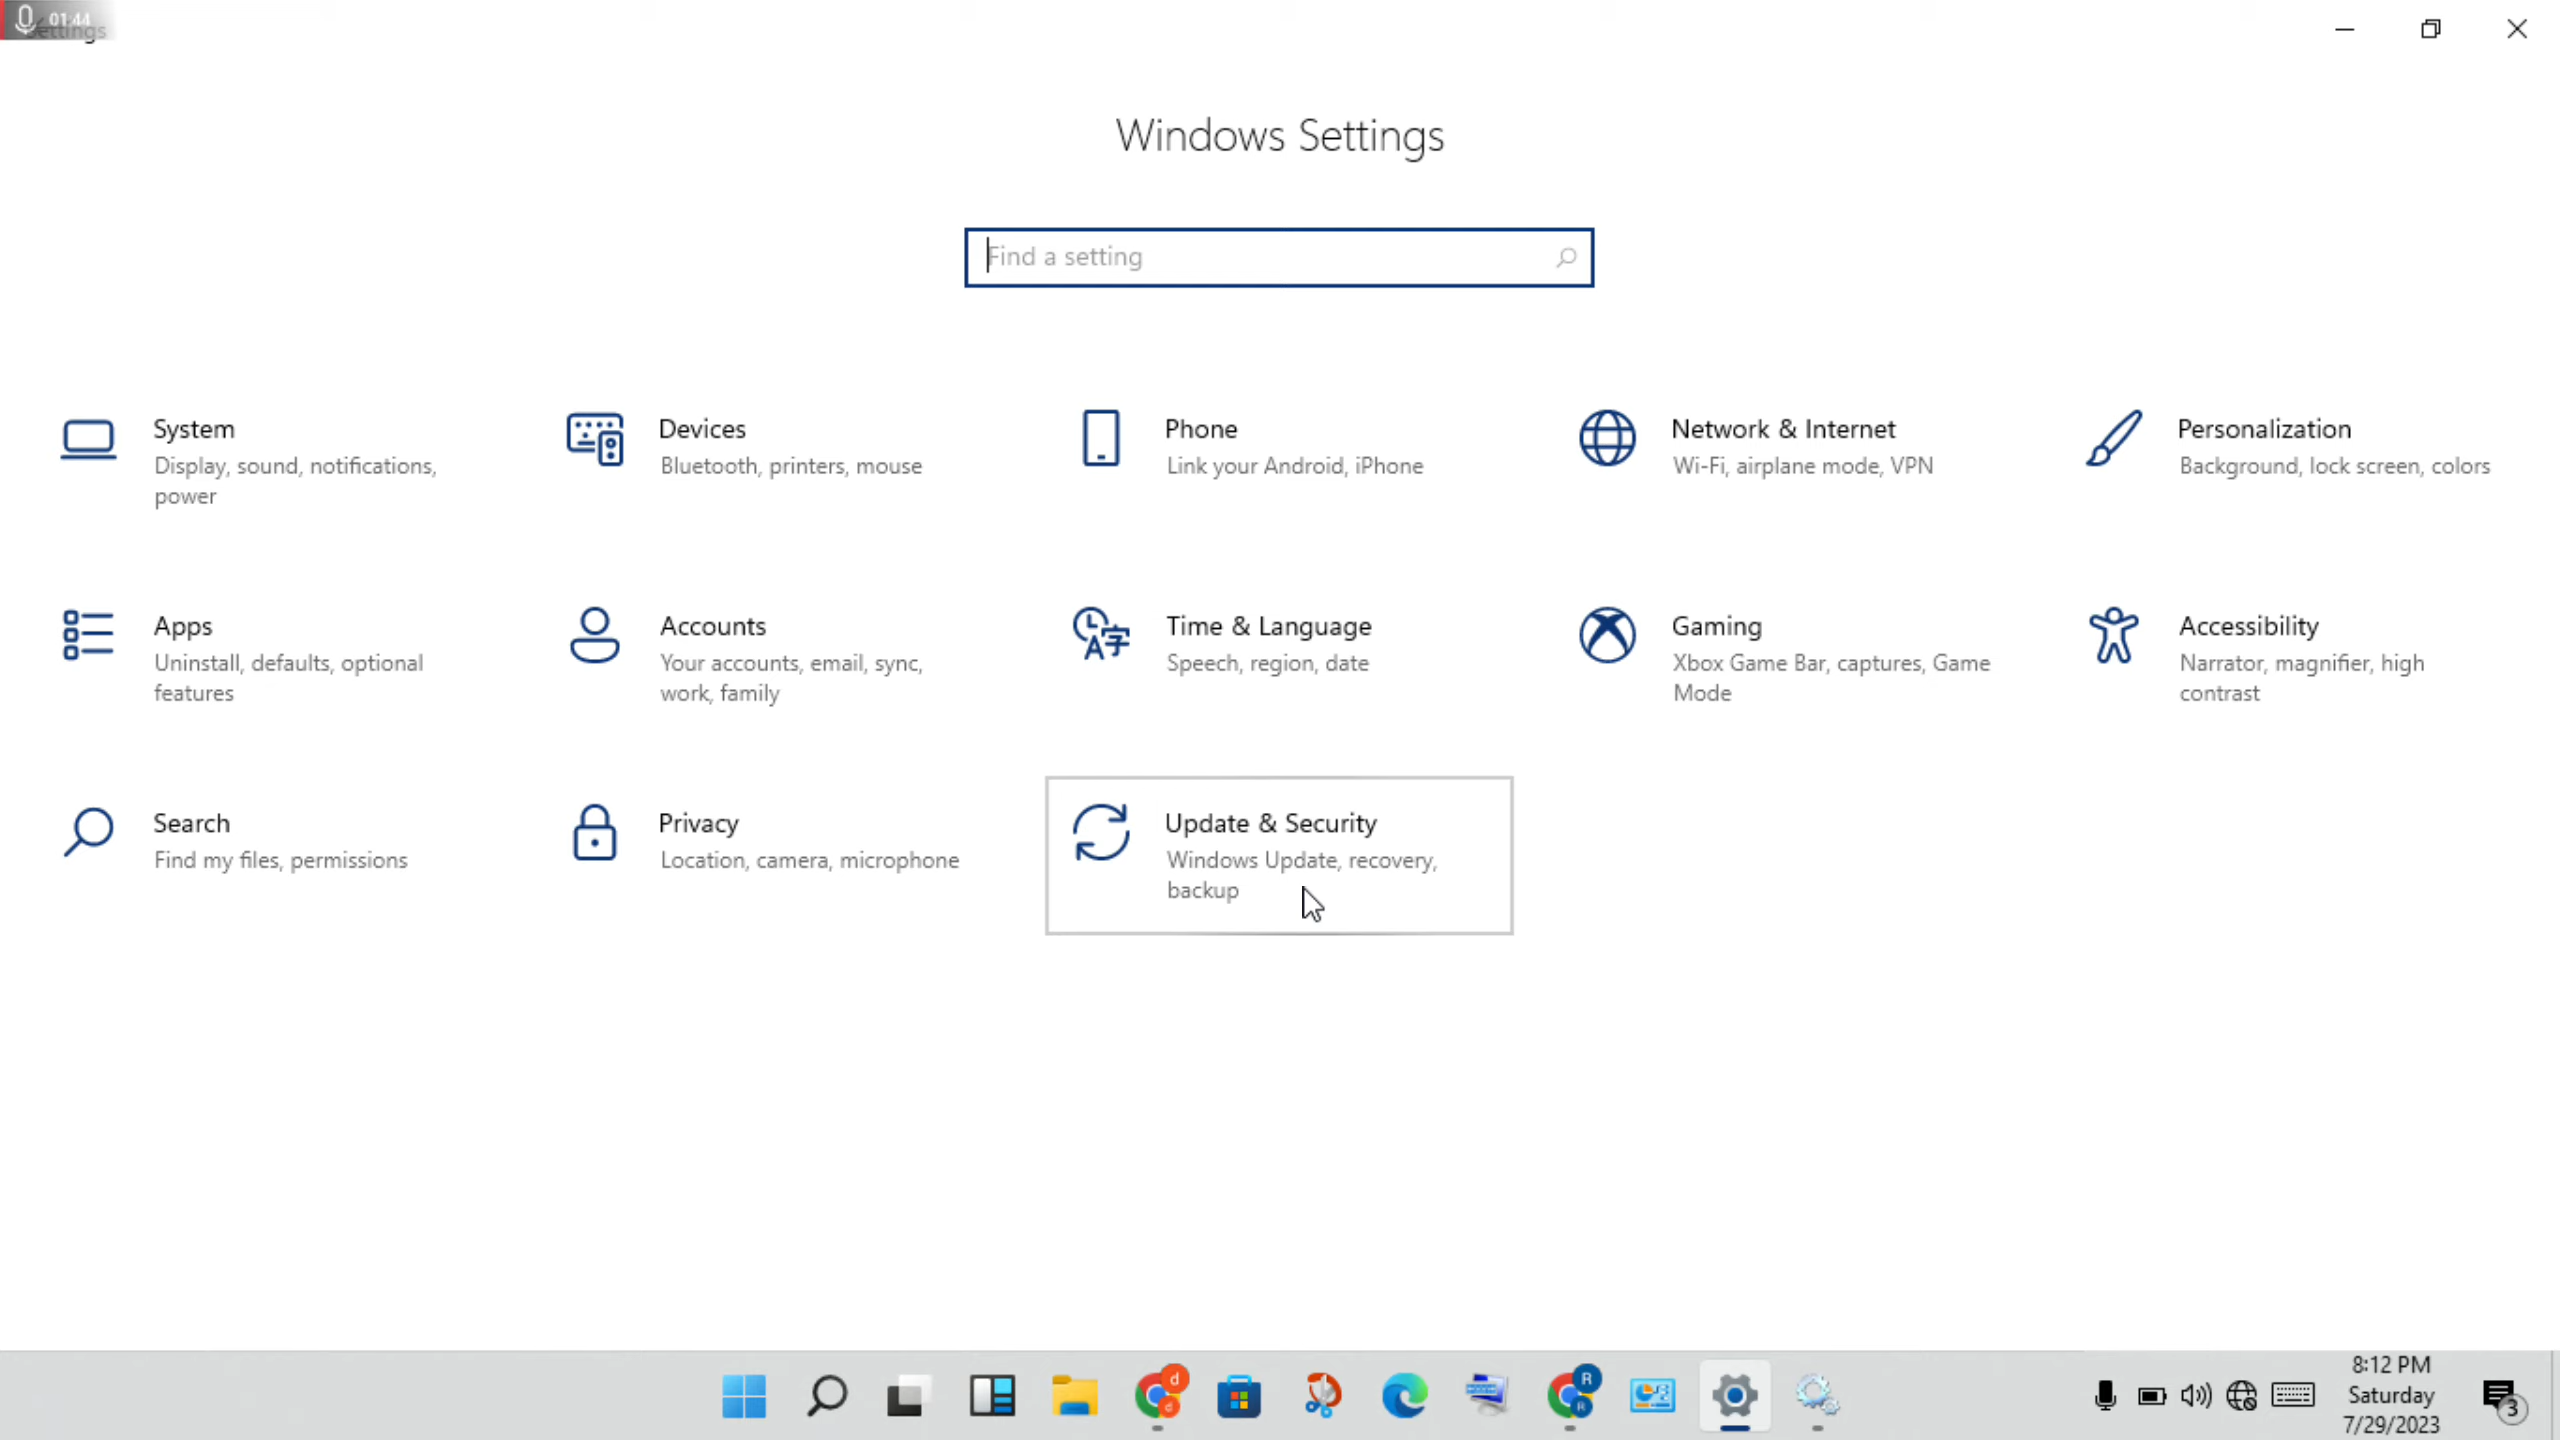 01:44
Settings
Windows Settings
Find a setting
System
Display, sound, notifications,
power
Devices
Bluetooth, printers, mouse
Phone
Link your Android, iPhone
Network & Internet
Wi-Fi, airplane mode, VPN
Personalization
Background, lock screen, colors
Apps
Uninstall, defaults, optional
features
Accounts
Your accounts, email, sync,
work, family
Time & Language
Speech, region, date
Gaming
Xbox Game Bar, captures, Game
Mode
Accessibility
Narrator, magnifier, high
contrast
Search
Find my files, permissions
Privacy
Location, camera, microphone
Update & Security
Windows Update, recovery,
backup
d
d
R
R
8:12 PM
Saturday
7/29/2023
3